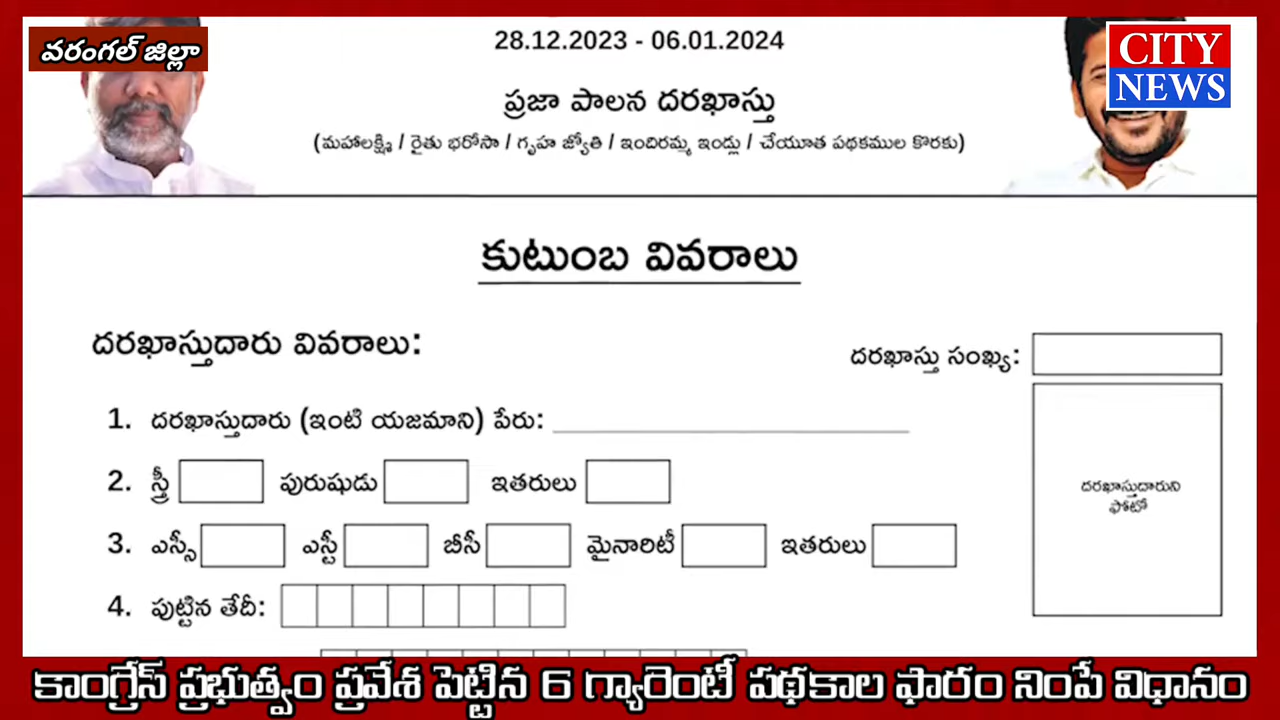 వరంగల్ జిల్లా
CITY
NEWS
28.12.2023 - 06.01.2024
ప్రజా పాలన దరఖాస్తు
(మహాలక్ష్మి / రైతు భరోసా / గృహ జ్యోతి / ఇందిరమ్మ ఇండ్లు / చేయూత పథకముల కొరకు)
కుటుంబ వివరాలు
దరఖాస్తుదారు వివరాలు:
దరఖాస్తు సంఖ్య:
1. దరఖాస్తుదారు (ఇంటి యజమాని) పేరు:
2. స్త్రీ పురుషుడు ఇతరులు
దరఖాస్తుదారుని
ఫోటో
3. ఎస్సీ ఎస్టీ బీసీ మైనారిటీ ఇతరులు
4. పుట్టిన తేదీ:
కాంగ్రేస్ ప్రభుత్వం ప్రవేశ పెట్టిన 6 గ్యారెంటీ పథకాల ఫారం నింపే విధానం